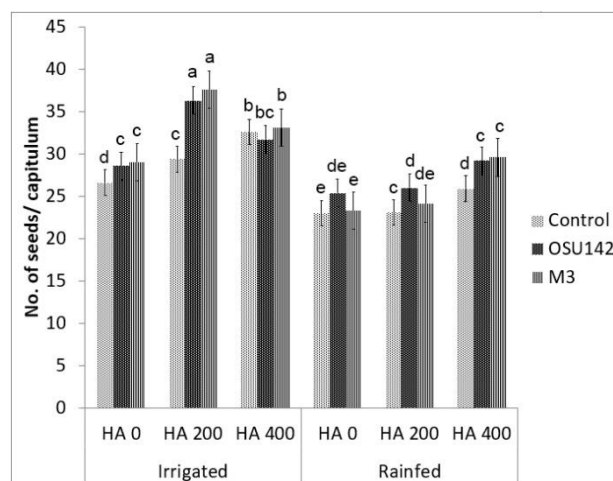 No. of seeds/ capitulum
45
40
35
30
25
20
15
10
5
0
d c c
c a a
b bc b
e de e
c d de
d c c
HA 0 HA 200 HA 400 HA 0 HA 200 HA 400
Irrigated Rainfed
Control
OSU142
M3